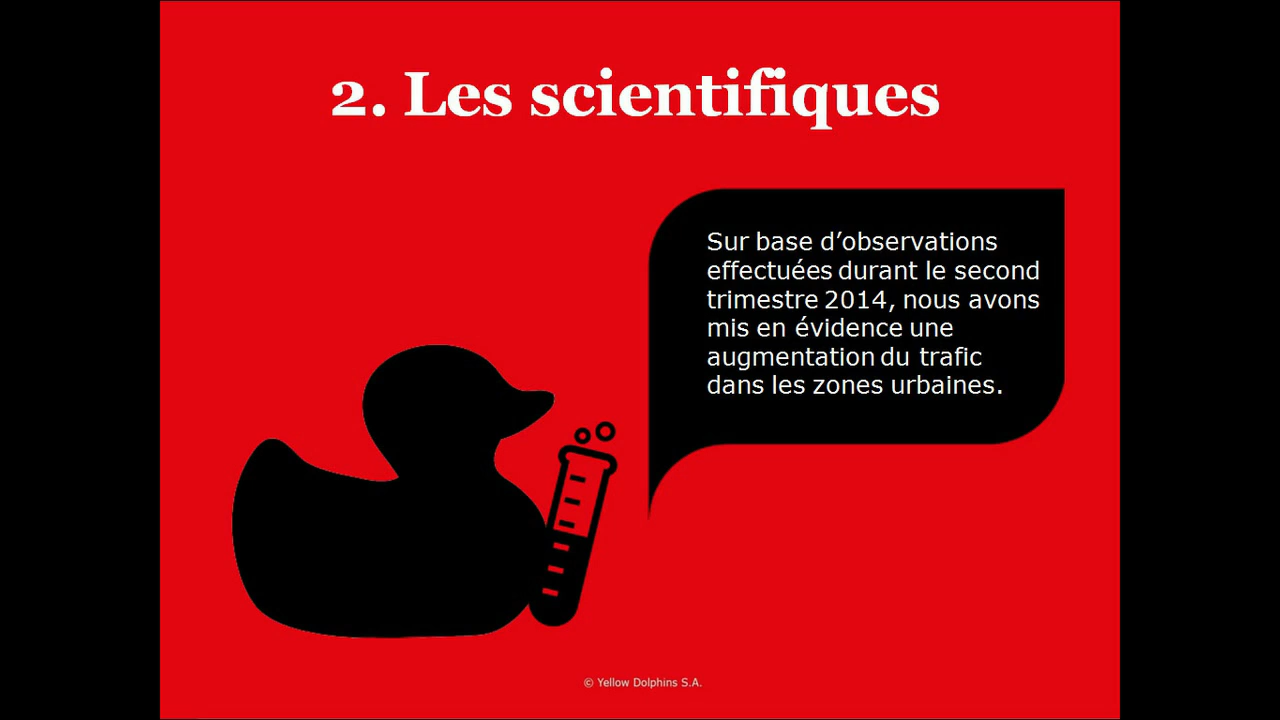 2. Les scientifiques
Sur base d’observations
effectuées durant le second
trimestre 2014, nous avons
mis en évidence une
augmentation du trafic
dans les zones urbaines.
© Yellow Dolphins S.A.